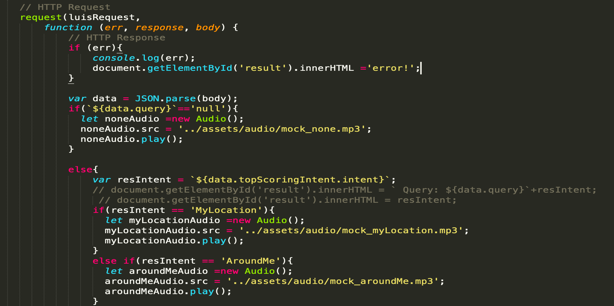 // HTTP Request
request(luisRequest,
function (err, response, body) {
// HTTP Response
if (err){
console.log(err);
document.getElementById('result').innerHTML ='error!';
}
var data = JSON.parse(body);
if(`${data.query}`=='null'){
let noneAudio =new Audio();
noneAudio.src = '../assets/audio/mock_none.mp3';
noneAudio.play();
}
else{
var resIntent = `${data.topScoringIntent.intent}`;
// document.getElementById('result').innerHTML = ` Query: ${data.query}`+resIntent;
// document.getElementById('result').innerHTML = resIntent;
if(resIntent == 'MyLocation'){
let myLocationAudio =new Audio();
myLocationAudio.src = '../assets/audio/mock_myLocation.mp3';
myLocationAudio.play();
}
else if(resIntent == 'AroundMe'){
let aroundMeAudio =new Audio();
aroundMeAudio.src = '../assets/audio/mock_aroundMe.mp3';
aroundMeAudio.play();
}